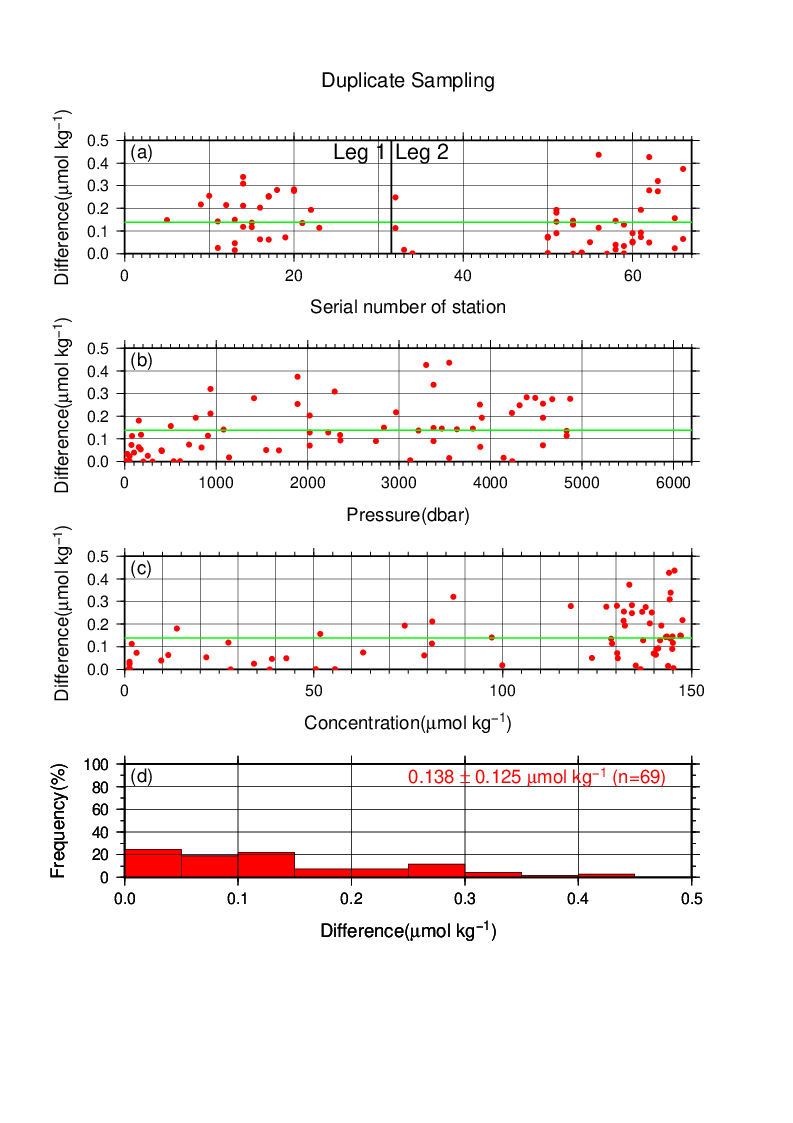 Duplicate Sampling
Difference(μmol kg⁻¹)
0.5
0.4
0.3
0.2
0.1
0.0
(a)
Leg 1
Leg 2
0 20 40 60
Serial number of station
Difference(μmol kg⁻¹)
0.5
0.4
0.3
0.2
0.1
0.0
(b)
0 1000 2000 3000 4000 5000 6000
Pressure(dbar)
Difference(μmol kg⁻¹)
0.5
0.4
0.3
0.2
0.1
0.0
(c)
0 50 100 150
Concentration(μmol kg⁻¹)
Frequency(%)
100
80
60
40
20
0
(d)
0.138 ± 0.125 μmol kg⁻¹ (n=69)
0.0 0.1 0.2 0.3 0.4 0.5
Difference(μmol kg⁻¹)